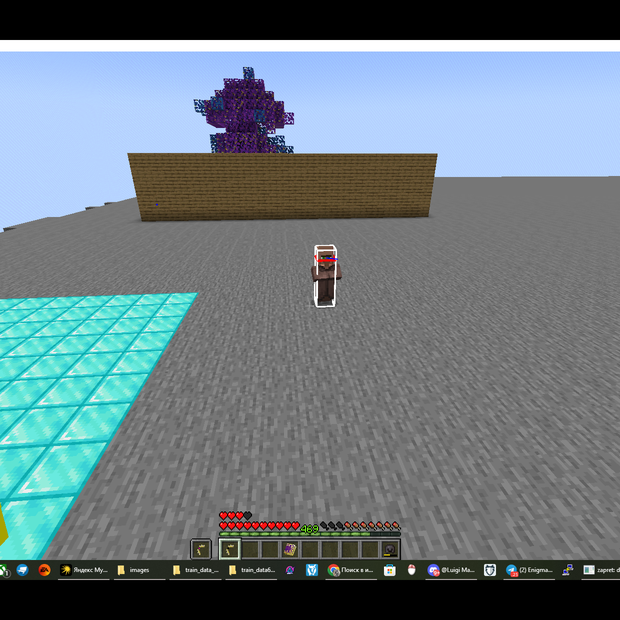 469
Яндекс Му...
images
train_data_...
train_data6...
Поиск в и...
@Luigi Ma...
(2) Enigma...
zapret: d